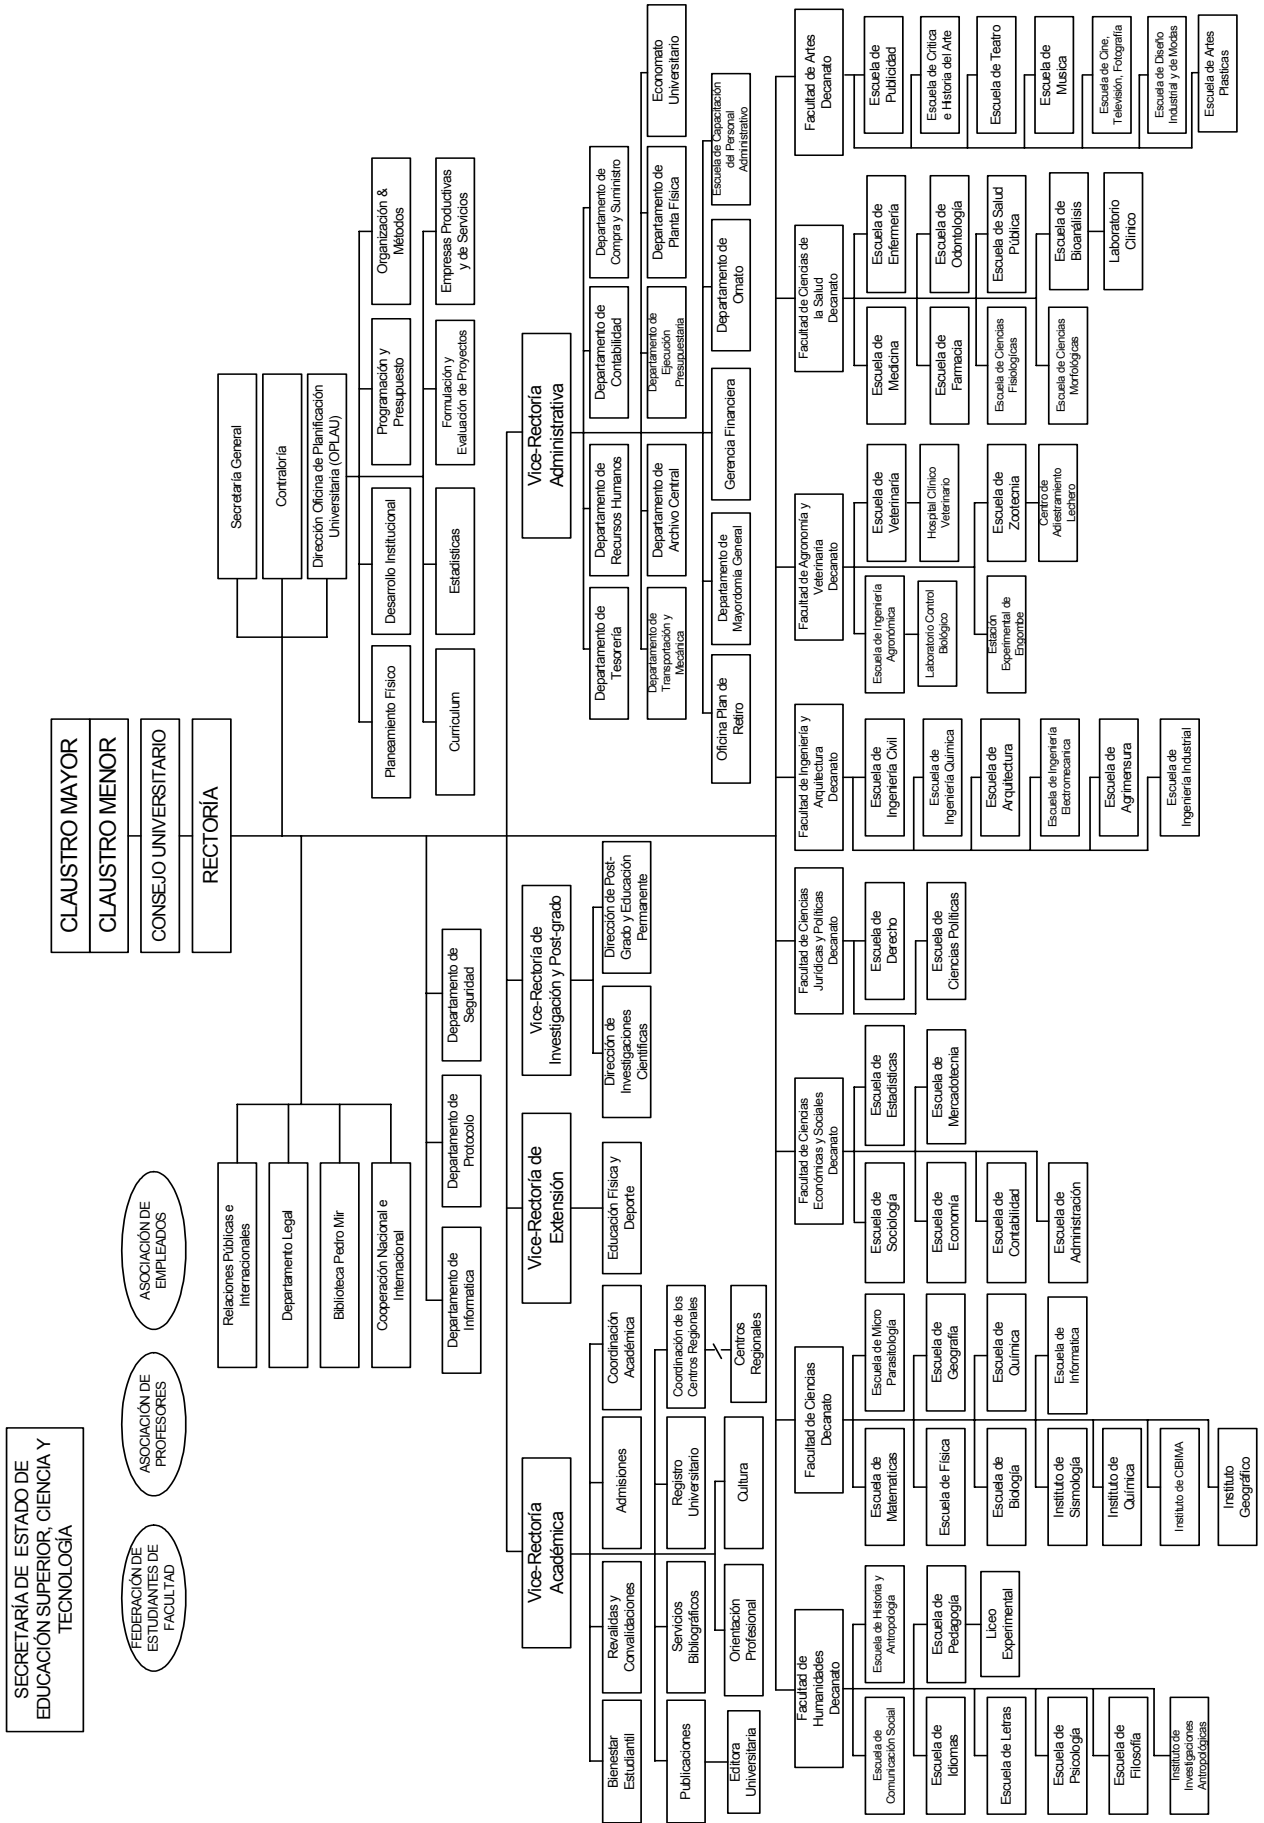 SECRETARÍA DE ESTADO DE
EDUCACIÓN SUPERIOR, CIENCIA Y
TECNOLOGÍA
FEDERACIÓN DE
ESTUDIANTES DE
FACULTAD
ASOCIACIÓN DE
PROFESORES
ASOCIACIÓN DE
EMPLEADOS
CLAUSTRO MAYOR
CLAUSTRO MENOR
CONSEJO UNIVERSITARIO
RECTORÍA
Relaciones Públicas e
Internacionales
Departamento Legal
Biblioteca Pedro Mir
Cooperación Nacional e
Internacional
Secretaría General
Contraloría
Dirección Oficina de Planificación
Universitaria (OPLAU)
Planeamiento Físico
Desarrollo Institucional
Programación y
Presupuesto
Organización &
Métodos
Curriculum
Estadísticas
Formulación y
Evaluación de Proyectos
Empresas Productivas
y de Servicios
Departamento de
Informatica
Departamento de
Protocolo
Departamento de
Seguridad
Vice-Rectoría
Académica
Vice-Rectoría de
Extensión
Vice-Rectoría de
Investigación y Post-grado
Vice-Rectoría
Administrativa
Bienestar
Estudiantil
Revalidas y
Convalidaciones
Admisiones
Coordinación
Académica
Publicaciones
Servicios
Bibliográficos
Registro
Universitario
Coordinación de los
Centros Regionales
Editora
Universitaria
Orientación
Profesional
Cultura
Centros
Regionales
Educación Física y
Deporte
Dirección de
Investigaciones
Cientificas
Dirección de Post-
Grado y Educación
Permanente
Departamento de
Tesorería
Departamento de
Recursos Humanos
Departamento de
Contabilidad
Departamento de
Compra y Suministro
Departamento de
Transportación y
Mecánica
Departamento de
Archivo Central
Departamento de
Ejecución
Presupuestaria
Departamento de
Planta Física
Economato
Universitario
Oficina Plan de
Retiro
Departamento de
Mayordomía General
Gerencia Financiera
Departamento de
Ornato
Escuela de Capacitación
del Personal
Administrativo
Facultad de
Humanidades
Decanato
Escuela de
Comunicación Social
Escuela de Historia y
Antropología
Escuela de
Idiomas
Escuela de
Pedagogía
Escuela de Letras
Liceo
Experimental
Escuela de
Psicología
Escuela de
Filosofía
Instituto de
Investigaciones
Antropológicas
Facultad de Ciencias
Decanato
Escuela de
Matematicas
Escuela de Micro
Parasitología
Escuela de Física
Escuela de
Geografía
Escuela de
Biología
Escuela de
Química
Instituto de
Sismología
Escuela de
Informatica
Instituto de
Química
Instituto de CIBIMA
Instituto
Geográfico
Facultad de Ciencias
Económicas y Sociales
Decanato
Escuela de
Sociología
Escuela de
Estadísticas
Escuela de
Economía
Escuela de
Mercadotecnia
Escuela de
Contabilidad
Escuela de
Administración
Facultad de Ciencias
Jurídicas y Políticas
Decanato
Escuela de
Derecho
Escuela de
Ciencias Políticas
Facultad de Ingeniería y
Arquitectura
Decanato
Escuela de
Ingeniería Civil
Escuela de
Ingeniería Quimica
Escuela de
Arquitectura
Escuela de Ingeniería
Electromecanica
Escuela de
Agrimensura
Escuela de
Ingeniería Industrial
Facultad de Agronomía y
Veterinaria
Decanato
Escuela de Ingeniería
Agronómica
Escuela de
Veterinaría
Laboratorio Control
Biológico
Hospital Clínico
Veterinario
Estación
Experimental de
Engombe
Escuela de
Zootecnia
Centro de
Adiestramiento
Lechero
Facultad de Ciencias de
la Salud
Decanato
Escuela de
Medicina
Escuela de
Enfermería
Escuela de
Farmacia
Escuela de
Odontología
Escuela de Ciencias
Fisiologícas
Escuela de Salud
Pública
Escuela de Ciencias
Morfológicas
Escuela de
Bioanálisis
Laboratorio
Clinico
Facultad de Artes
Decanato
Escuela de
Publicidad
Escuela de Critica
e Historia del Arte
Escuela de Teatro
Escuela de
Musica
Escuela de Cine,
Televisión, Fotografía
Escuela de Diseño
Industrial y de Modas
Escuela de Artes
Plasticas